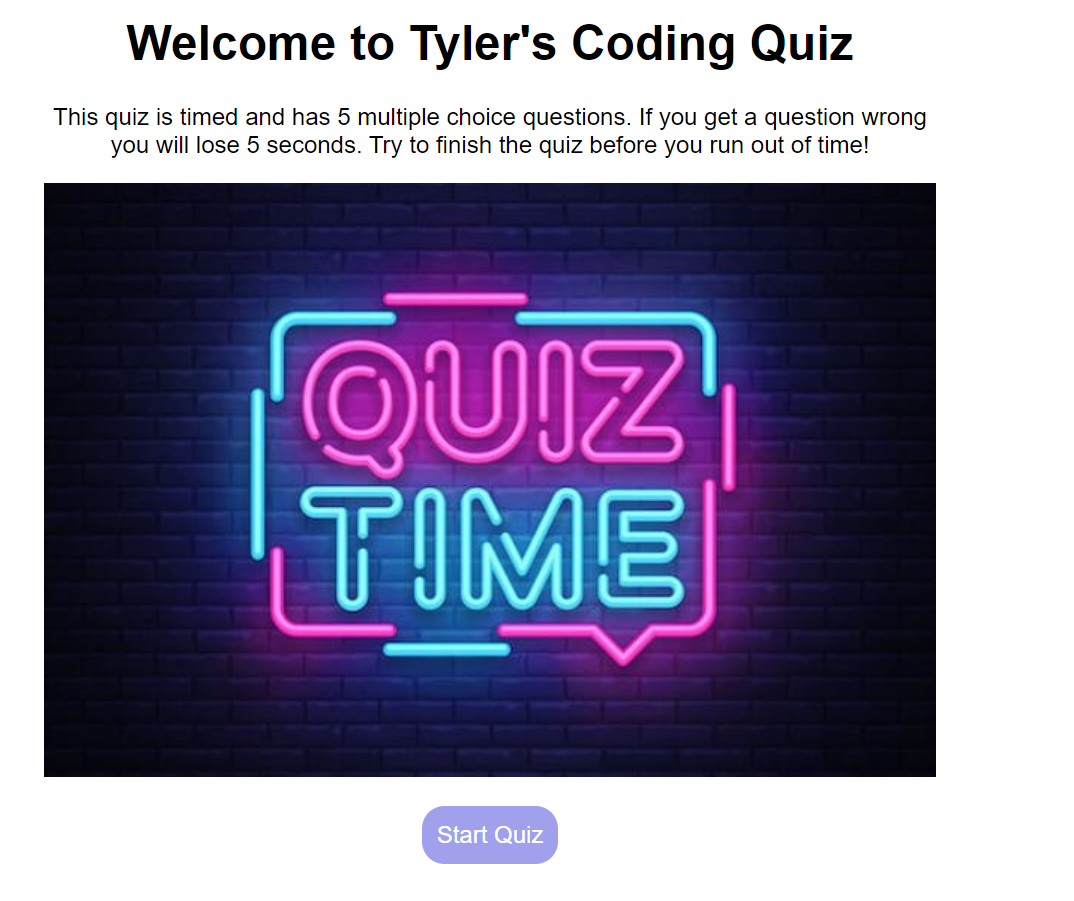 Welcome to Tyler's Coding Quiz
This quiz is timed and has 5 multiple choice questions. If you get a question wrong
you will lose 5 seconds. Try to finish the quiz before you run out of time!
QUIZ
TIME
Start Quiz